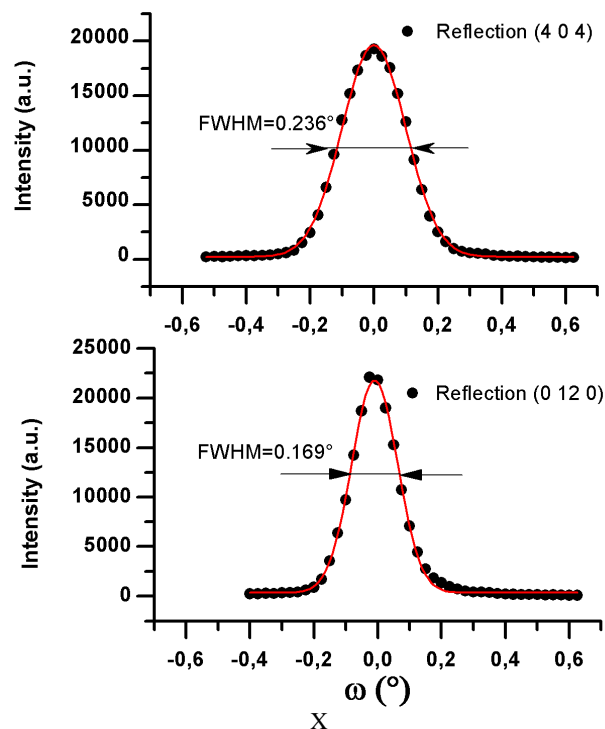 Reflection (4 0 4)
FWHM=0.236°
Intensity (a.u.)
20000
15000
10000
5000
0
-0,6 -0,4 -0,2 0,0 0,2 0,4 0,6
Reflection (0 12 0)
FWHM=0.169°
Intensity (a.u.)
25000
20000
15000
10000
5000
0
-0,6 -0,4 -0,2 0,0 0,2 0,4 0,6
ω (°)
X